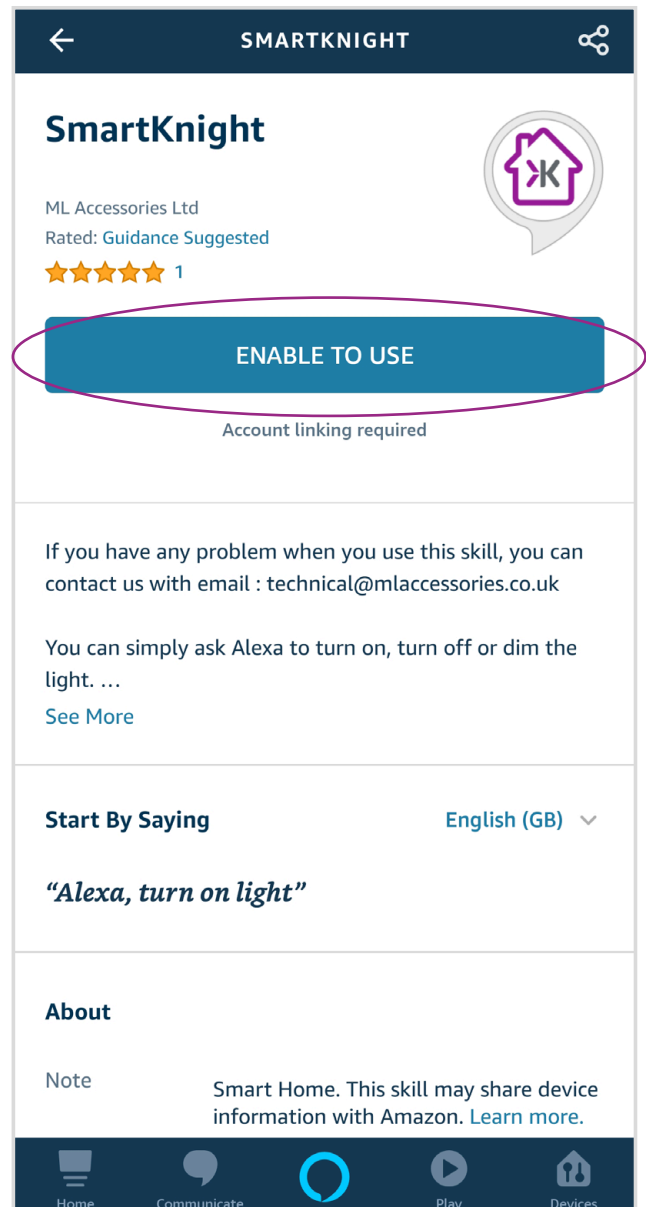 SMARTKNIGHT
SmartKnight
K
ML Accessories Ltd
Rated: Guidance Suggested
1
ENABLE TO USE
Account linking required
If you have any problem when you use this skill, you can
contact us with email : technical@mlaccessories.co.uk
You can simply ask Alexa to turn on, turn off or dim the
light. ...
See More
Start By Saying
English (GB)
“Alexa, turn on light”
About
Note
Smart Home. This skill may share device
information with Amazon. Learn more.
Home Communicate Play Devices